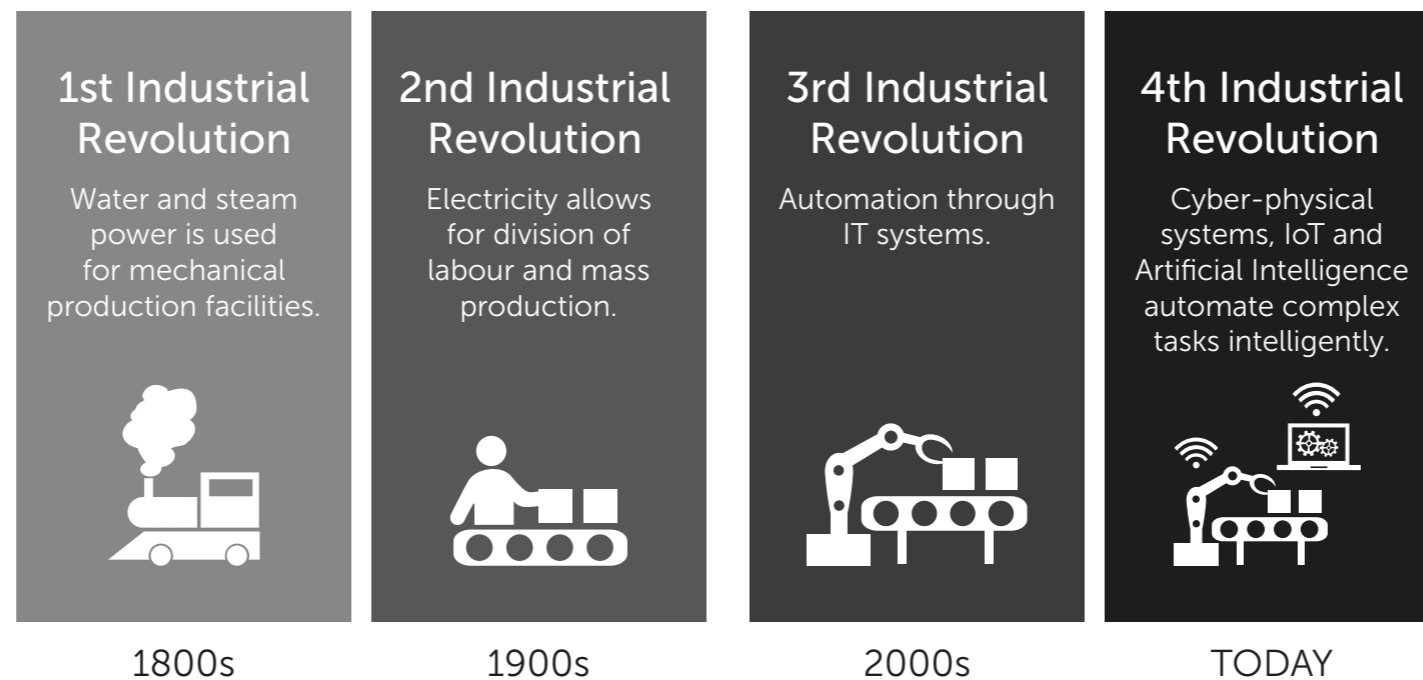 1st Industrial
Revolution
Water and steam
power is used
for mechanical
production facilities.
1800s
2nd Industrial
Revolution
Electricity allows
for division of
labour and mass
production.
1900s
3rd Industrial
Revolution
Automation through
IT systems.
2000s
4th Industrial
Revolution
Cyber-physical
systems, IoT and
Artificial Intelligence
automate complex
tasks intelligently.
TODAY